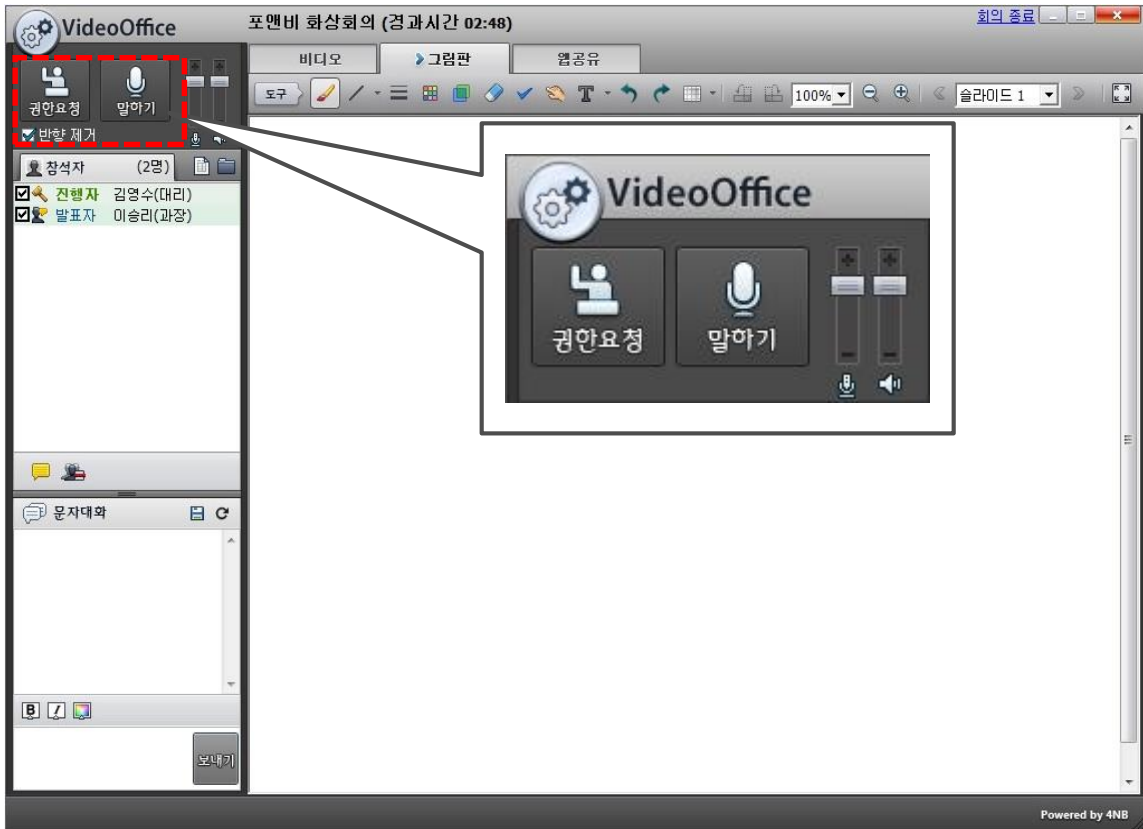 VideoOffice
포앤비 화상회의 (경과시간 02:48)
회의 종료
비디오
그림판
웹공유
권한요청
말하기
반향 제거
도구
T
100%
슬라이드 1
참석자 (2명)
진행자 김영수(대리)
발표자 이승리(과장)
VideoOffice
권한요청
말하기
문자대화
B I
보내기
Powered by 4NB